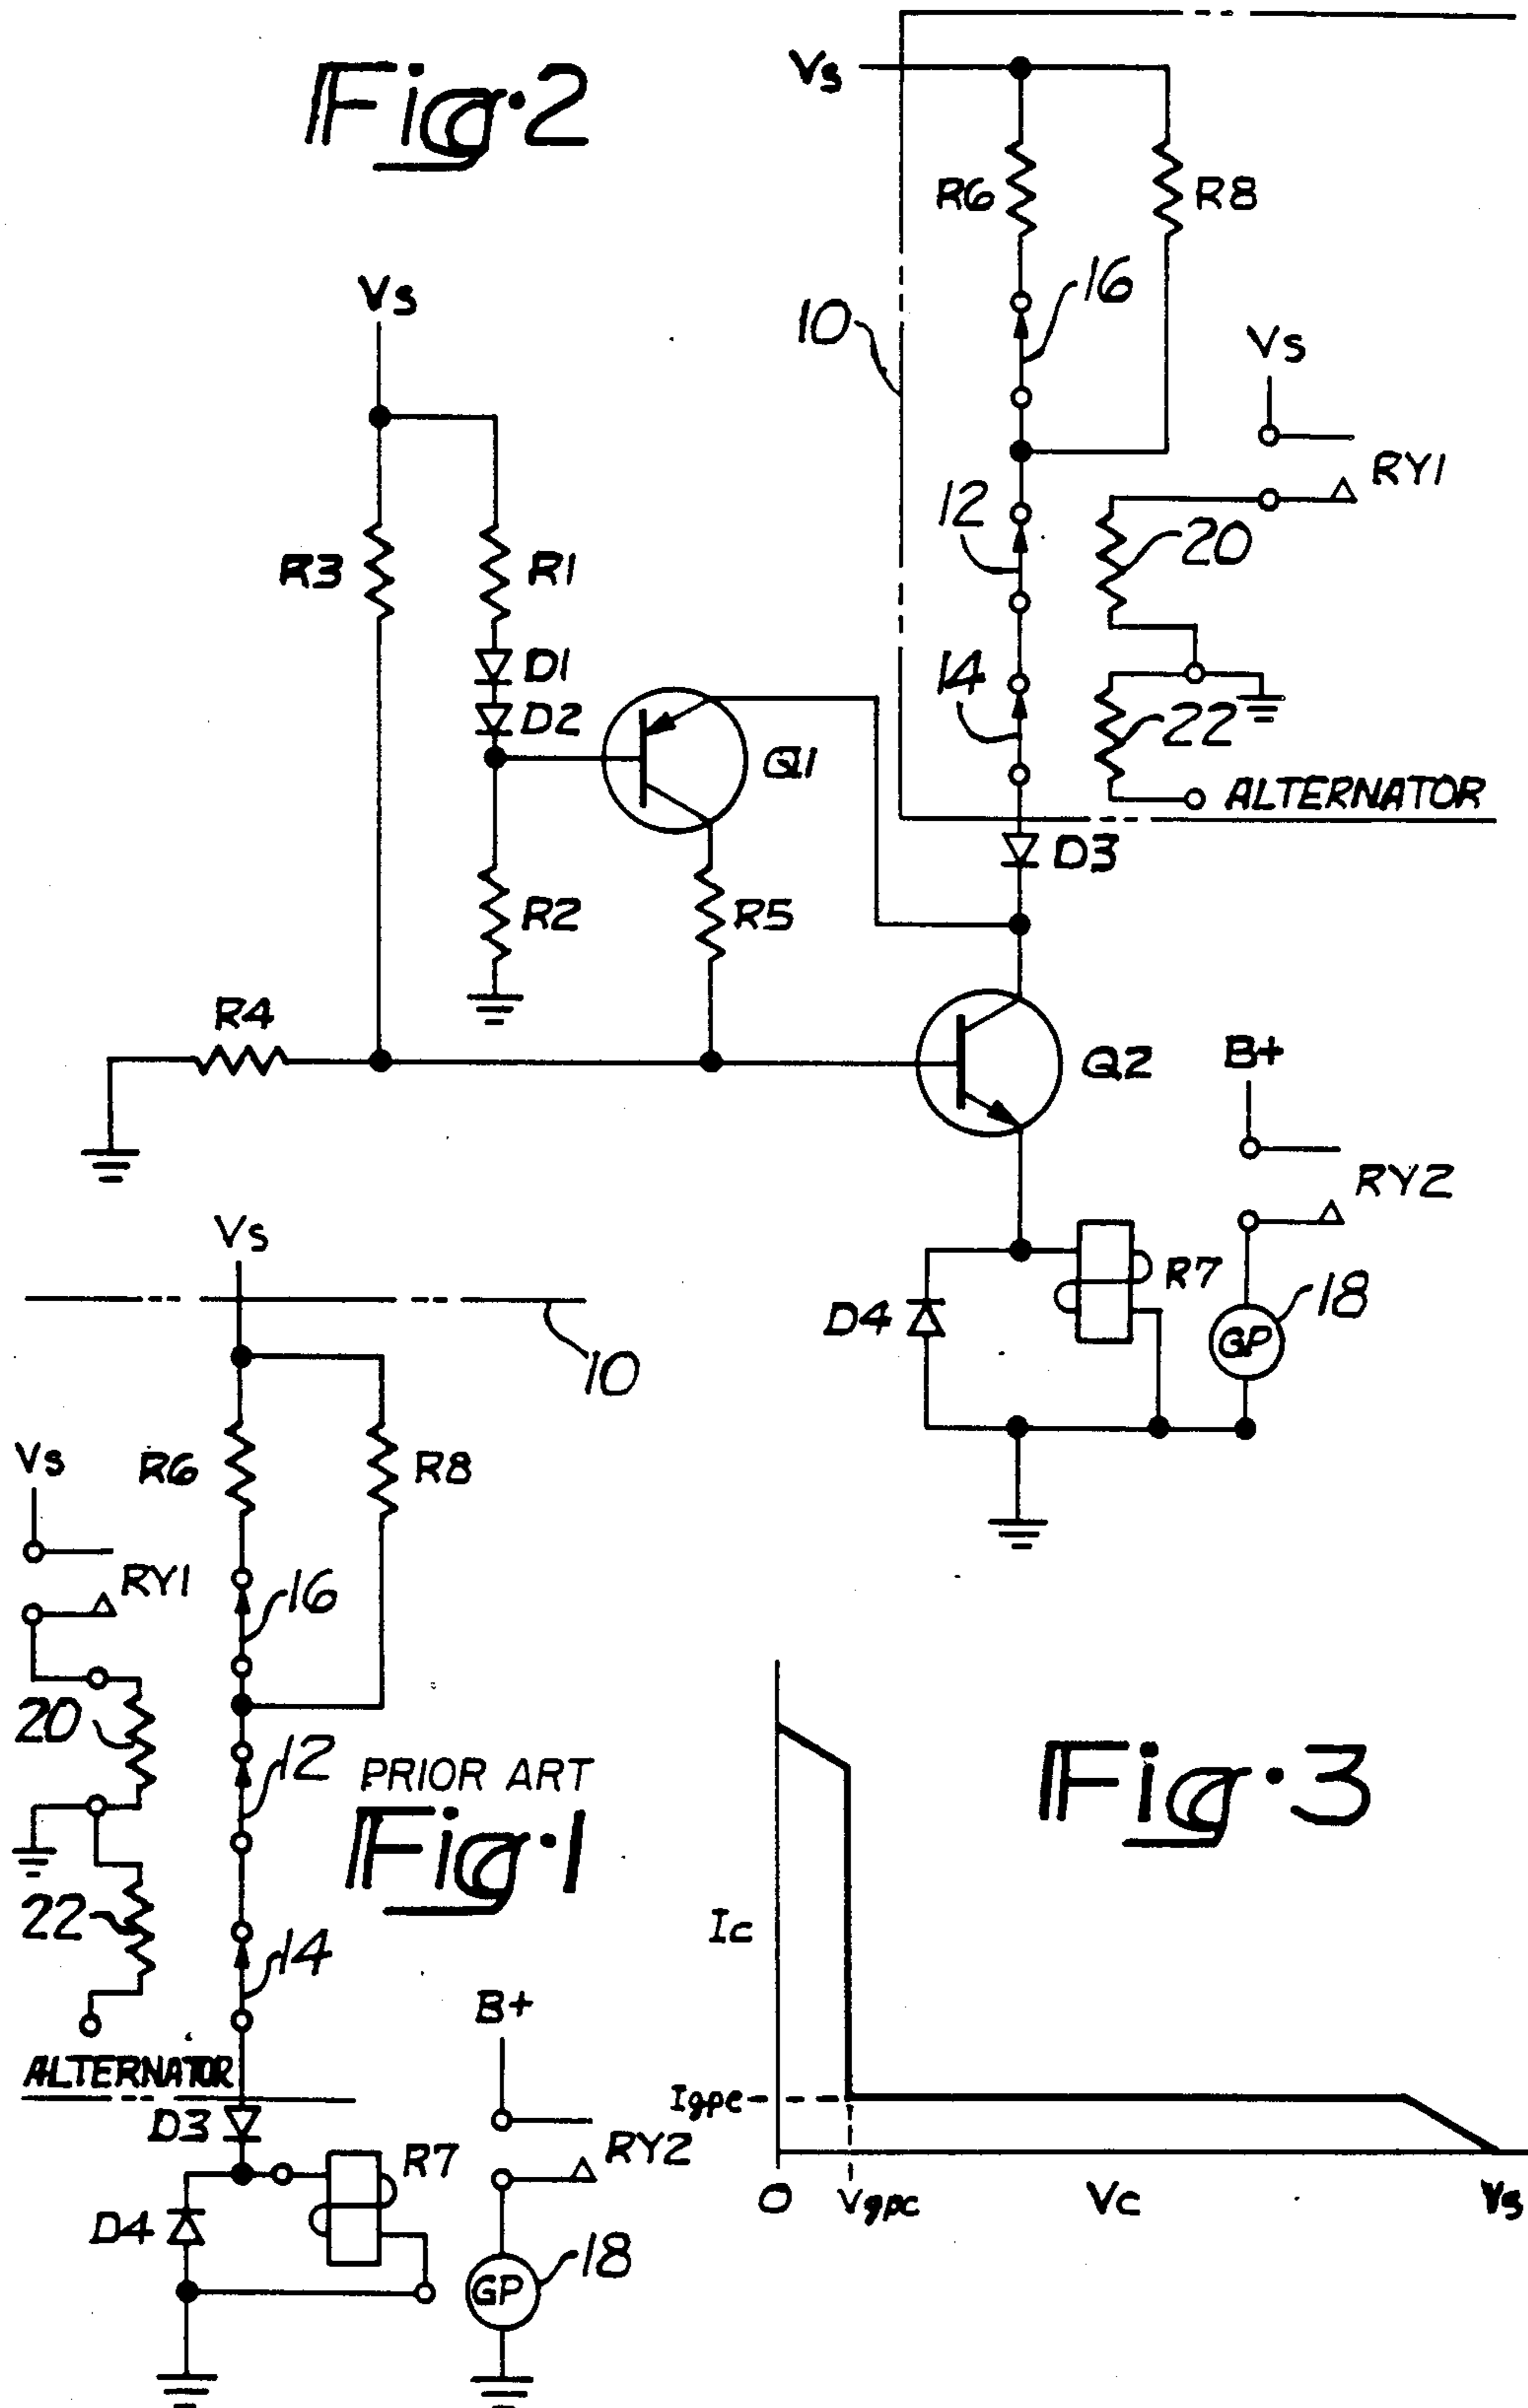 Fig.2
Vs
R6
R8
16
10
Vs
Vs
RY1
12
20
R3
R1
D1
14
D2
22
Q1
ALTERNATOR
D3
R2
R5
R4
Q2
B+
RY2
Vs
R7
18
D4
GP
10
Vs
R6
R8
RY1
16
20
12
PRIOR ART
Fig.1
Fig.3
22
Ic
14
B+
ALTERNATOR
Igpc
D3
RY2
R7
0
Vgpc
Vc
Vs
D4
18
GP